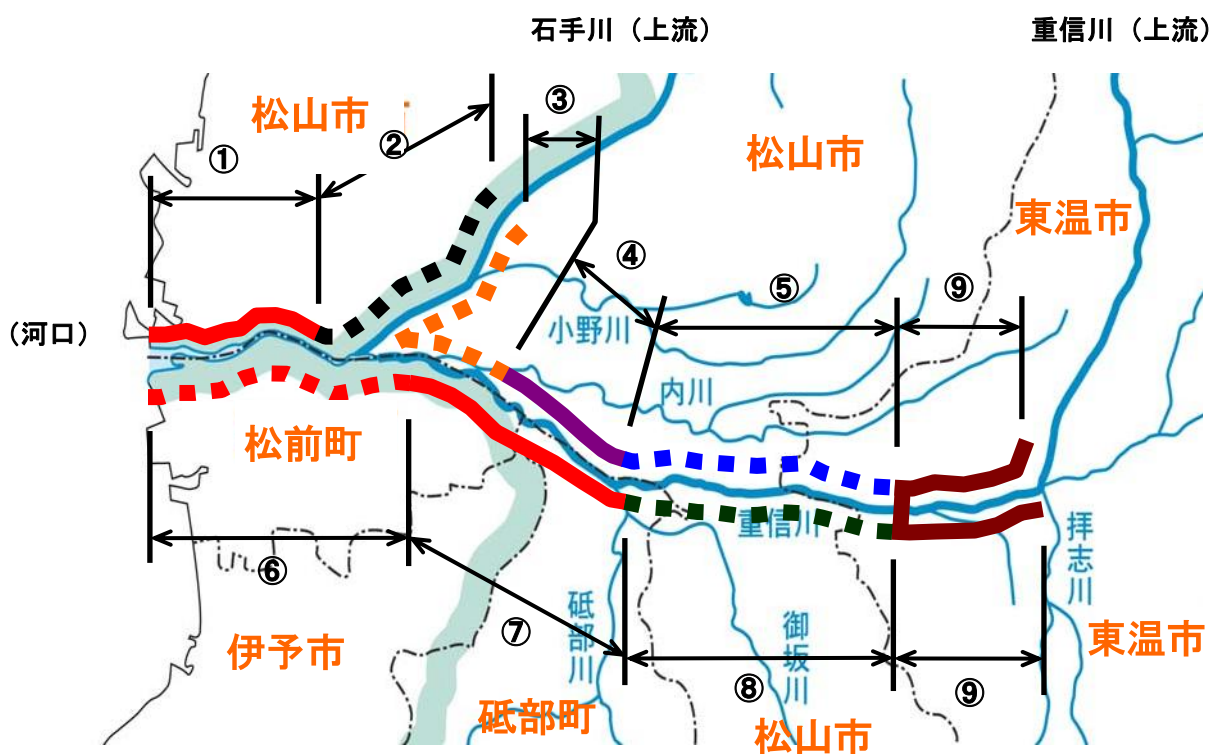 石手川（上流）
重信川（上流）
③
松山市
②
①
松山市
東温市
④
⑤
⑨
小野川
（河口）
内川
松前町
重信川
拝志川
⑥
砥部川
御坂川
⑦
伊予市
東温市
⑧
⑨
砥部町
松山市